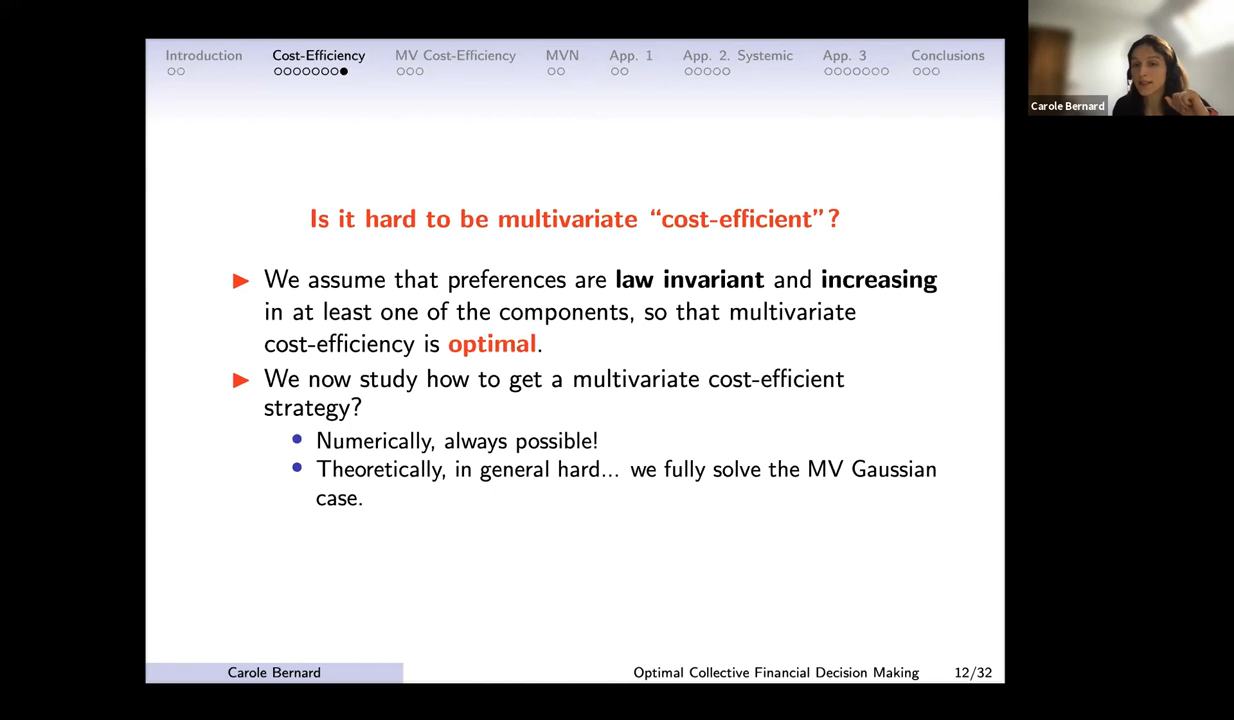 Introduction Cost-Efficiency MV Cost-Efficiency MVN App. 1 App. 2. Systemic App. 3 Conclusions
Carole Bernard
Is it hard to be multivariate “cost-efficient”?
We assume that preferences are law invariant and increasing
in at least one of the components, so that multivariate
cost-efficiency is optimal.
We now study how to get a multivariate cost-efficient
strategy?
Numerically, always possible!
Theoretically, in general hard... we fully solve the MV Gaussian
case.
Carole Bernard Optimal Collective Financial Decision Making 12/32